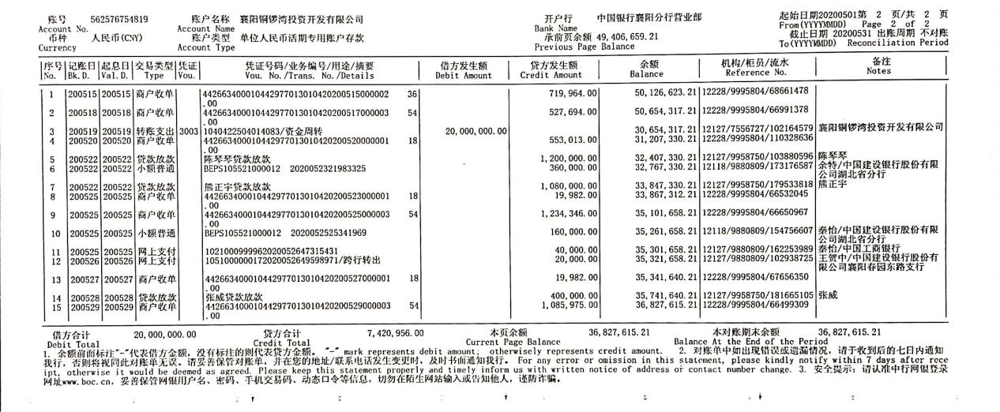 账号 562576754819 账户名称 襄阳铜锣湾投资开发有限公司 开户行 中国银行襄阳分行营业部 起始日期20200501第 2 页/共 2 页
Account No. Account Name Bank Name From(YYYYMMDD) Page 2 of 2
币种 人民币(CNY) 账户类型 单位人民币活期专用账户存款 承前页余额 49,406,659.21 截止日期 20200531 出账周期 不对账
Currency Account Type Previous Page Balance To(YYYYMMDD) Reconciliation Period
序号 记账日 起息日 交易类型 凭证 凭证号码/业务编号/用途/摘要 借方发生额 贷方发生额 余额 机构/柜员/流水 备注
No. Bk.D. Val.D. Type Vou. Vou. No./Trans. No./Details Debit Amount Credit Amount Balance Reference No. Notes
1 200515 200515 商户收单 442663400010442977013010420200515000002 36 719,964.00 50,126,623.21 12228/9995804/68661478
.00
2 200518 200518 商户收单 442663400010442977013010420200517000003 54 527,694.00 50,654,317.21 12228/9995804/66991378
.00
3 200519 200519 转账支出 3003 1040422504014083/资金周转 20,000,000.00 30,654,317.21 12127/7556727/102164579 襄阳铜锣湾投资开发有限公司
4 200520 200520 商户收单 442663400010442977013010420200520000001 18 553,013.00 31,207,330.21 12228/9995804/110328636
.00
5 200522 200522 贷款放款 陈琴琴贷款放款 1,200,000.00 32,407,330.21 12127/9958750/103880596 陈琴琴
6 200522 200522 小额普通 BEPS105521000012 2020052321983325 360,000.00 32,767,330.21 12118/9880809/173176587 余特/中国建设银行股份有限
公司湖北省分行
7 200522 200522 贷款放款 熊正宇贷款放款 1,080,000.00 33,847,330.21 12127/9958750/179533818 熊正宇
8 200525 200525 商户收单 442663400010442977013010420200523000001 18 19,982.00 33,867,312.21 12228/9995804/66532045
.00
9 200525 200525 商户收单 442663400010442977013010420200525000003 54 1,234,346.00 35,101,658.21 12228/9995804/66650967
.00
10 200525 200525 小额普通 BEPS105521000012 2020052525341969 160,000.00 35,261,658.21 12118/9880809/154756607 秦怡/中国建设银行股份有限
公司湖北省分行
11 200525 200525 网上支付 1021000999620200526473154​31 40,000.00 35,301,658.21 12127/9880809/162253989 秦怡/中国工商银行
12 200526 200526 网上支付 1051000000172020052649598971/跨行转出 20,000.00 35,321,658.21 12127/9880809/102938725 王贺中/中国建设银行股份有
限公司襄阳春园东路支行
13 200527 200527 商户收单 442663400010442977013010420200527000001 18 19,982.00 35,341,640.21 12228/9995804/67656350
.00
14 200528 200528 贷款放款 张威贷款放款 400,000.00 35,741,640.21 12127/9958750/181665105 张威
15 200529 200529 商户收单 442663400010442977013010420200529000003 54 1,085,975.00 36,827,615.21 12228/9995804/66499309
.00
借方合计 20,000,000.00 贷方合计 7,420,956.00 本页余额 36,827,615.21 本对账期末余额 36,827,615.21
Debit Total Credit Total Current Page Balance Balance At the End of the Period
1. 余额前面标注"-"代表借方金额，没有标注的则代表贷方金额。 "-" mark represents debit amount; otherwisely represents credit amount. 2. 对账单中如出现错误或遗漏情况，请于收到后的七日内通知
我行，否则将视同此对账单无误。请妥善保管对账单，并在您的地址/联系电话发生变更时，及时书面通知我行。 For any error or omission in this statement, please kindly notify within 7 days after rece
ipt, otherwise it would be deemed as agreed. Please keep this statement properly and timely inform us with written notice of address or contact number change. 3. 安全提示：请认准中行网银登录
网址www.boc.cn，妥善保管网银用户名、密码、手机交易码、动态口令等信息，切勿在陌生网站输入或告知他人，谨防诈骗。